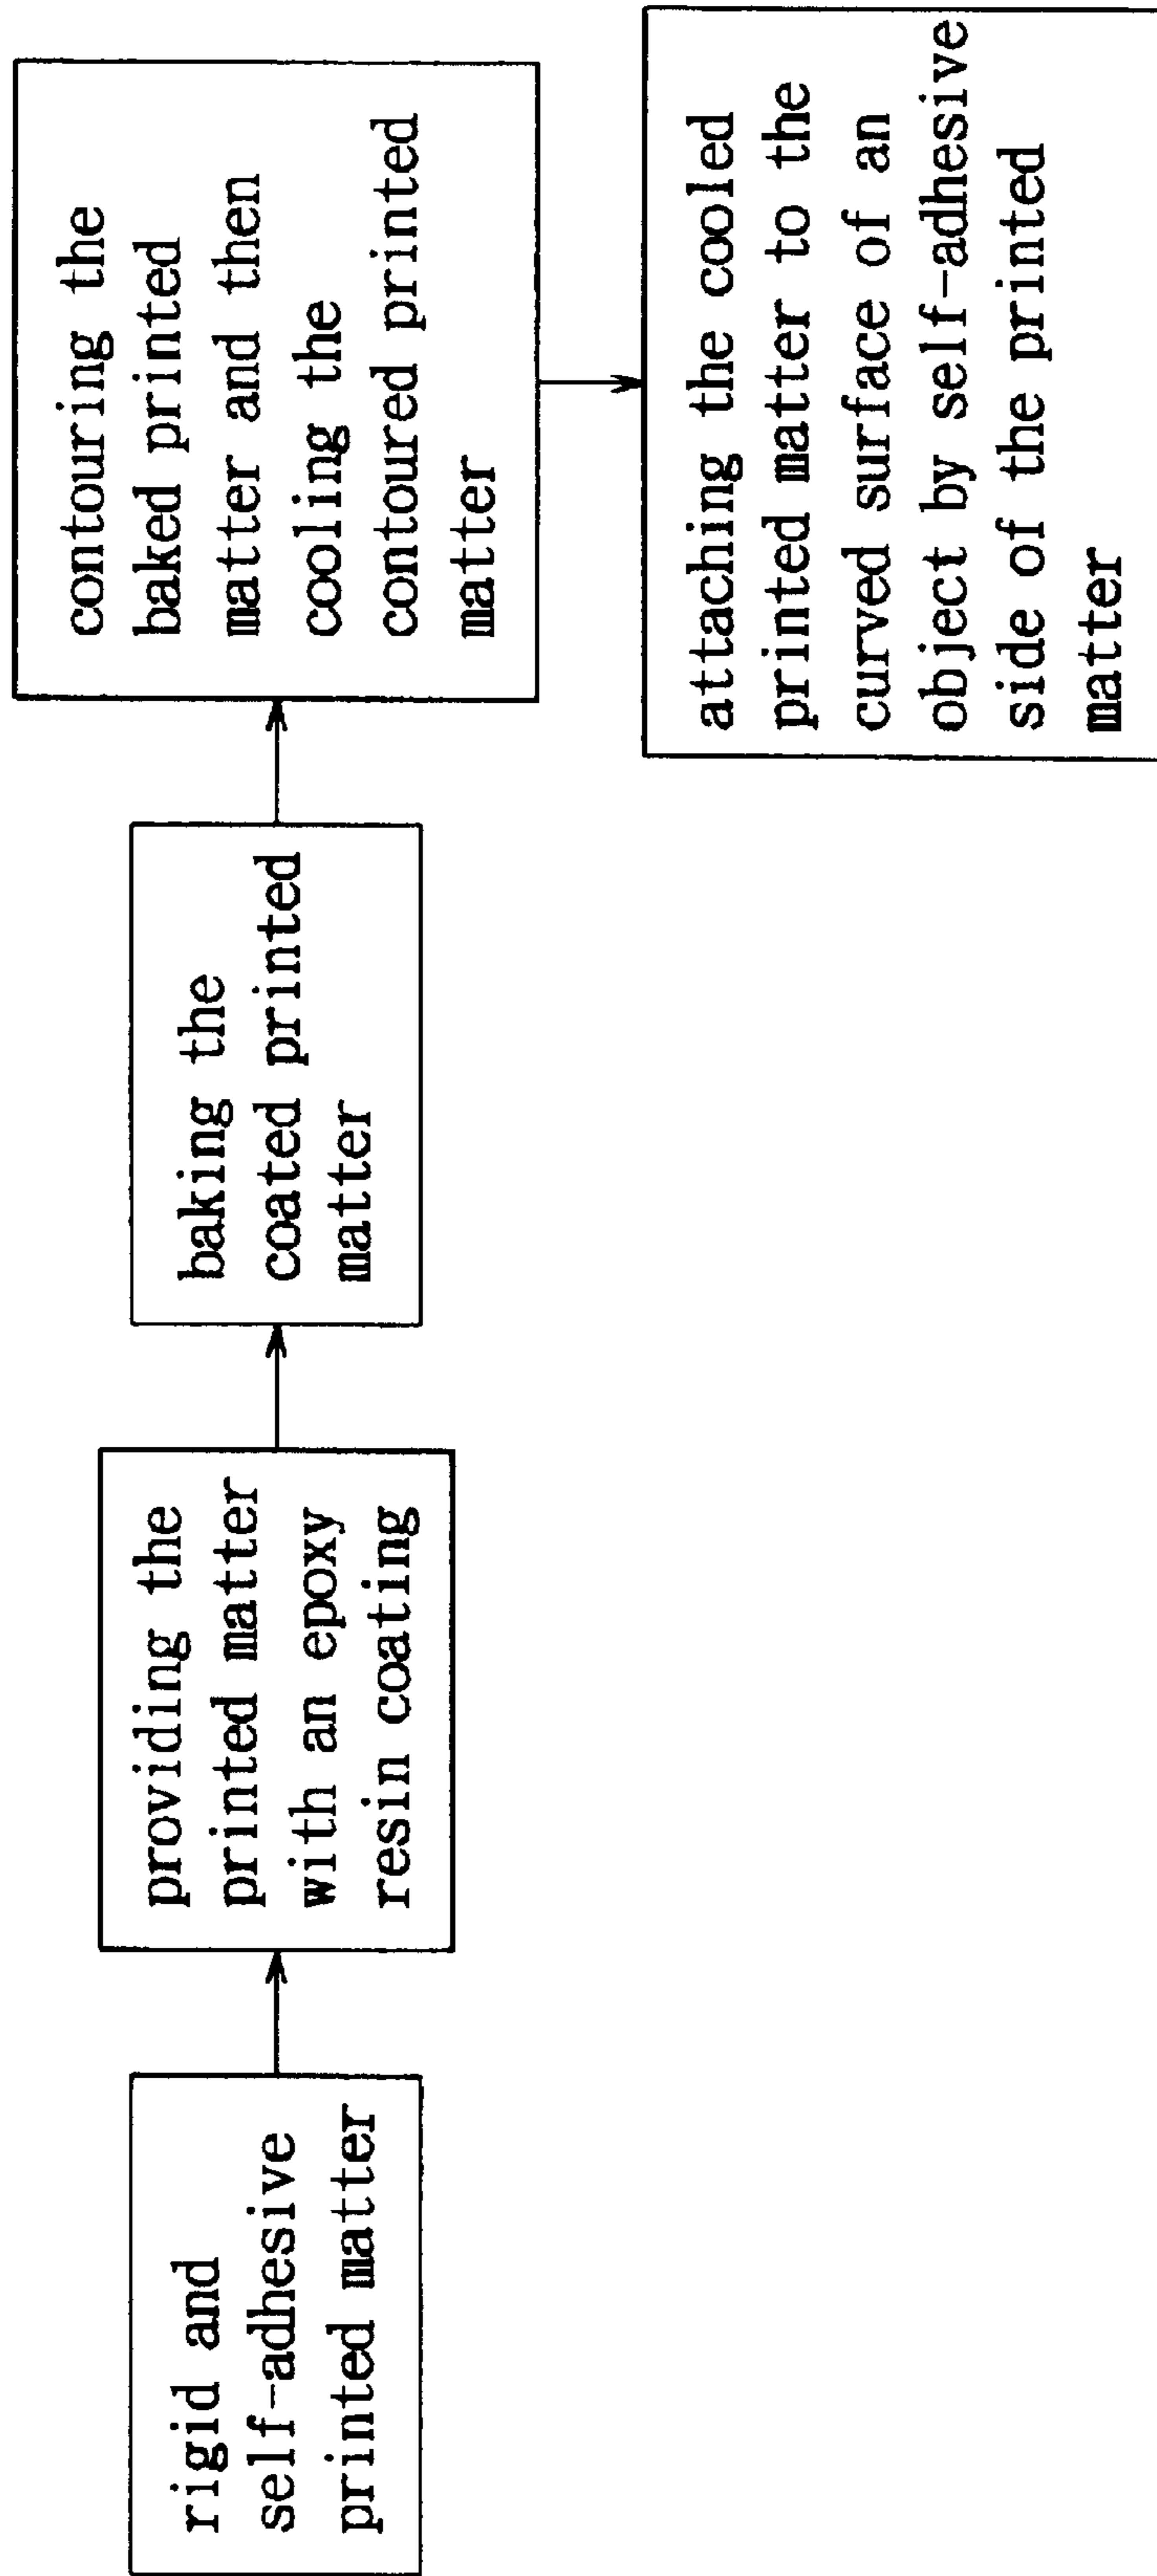 rigid and
self-adhesive
printed matter
providing the
printed matter
with an epoxy
resin coating
baking the
coated printed
matter
contouring the
baked printed
matter and then
cooling the
contoured printed
matter
attaching the cooled
printed matter to the
curved surface of an
object by self-adhesive
side of the printed
matter